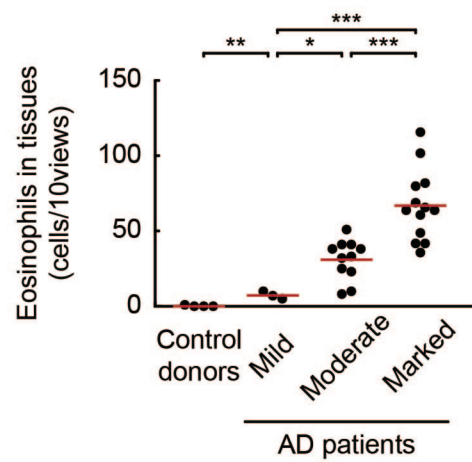 ***
** * ***
150
100
50
0
Eosinophils in tissues
(cells/10views)
Control
donors
Mild
Moderate
Marked
AD patients